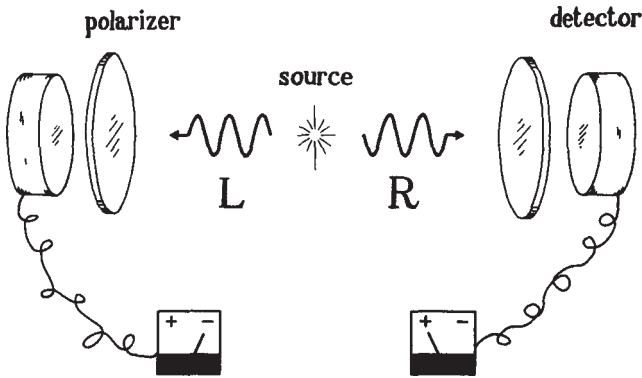 polarizer
detector
source
L
R
+ −
+ −